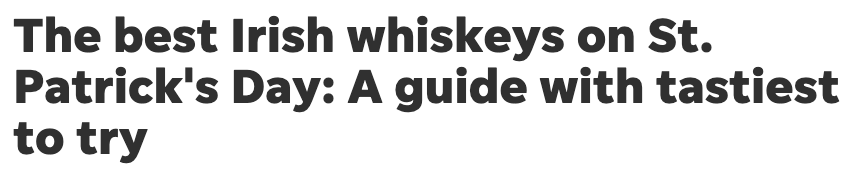 The best Irish whiskeys on St.
Patrick's Day: A guide with tastiest
to try